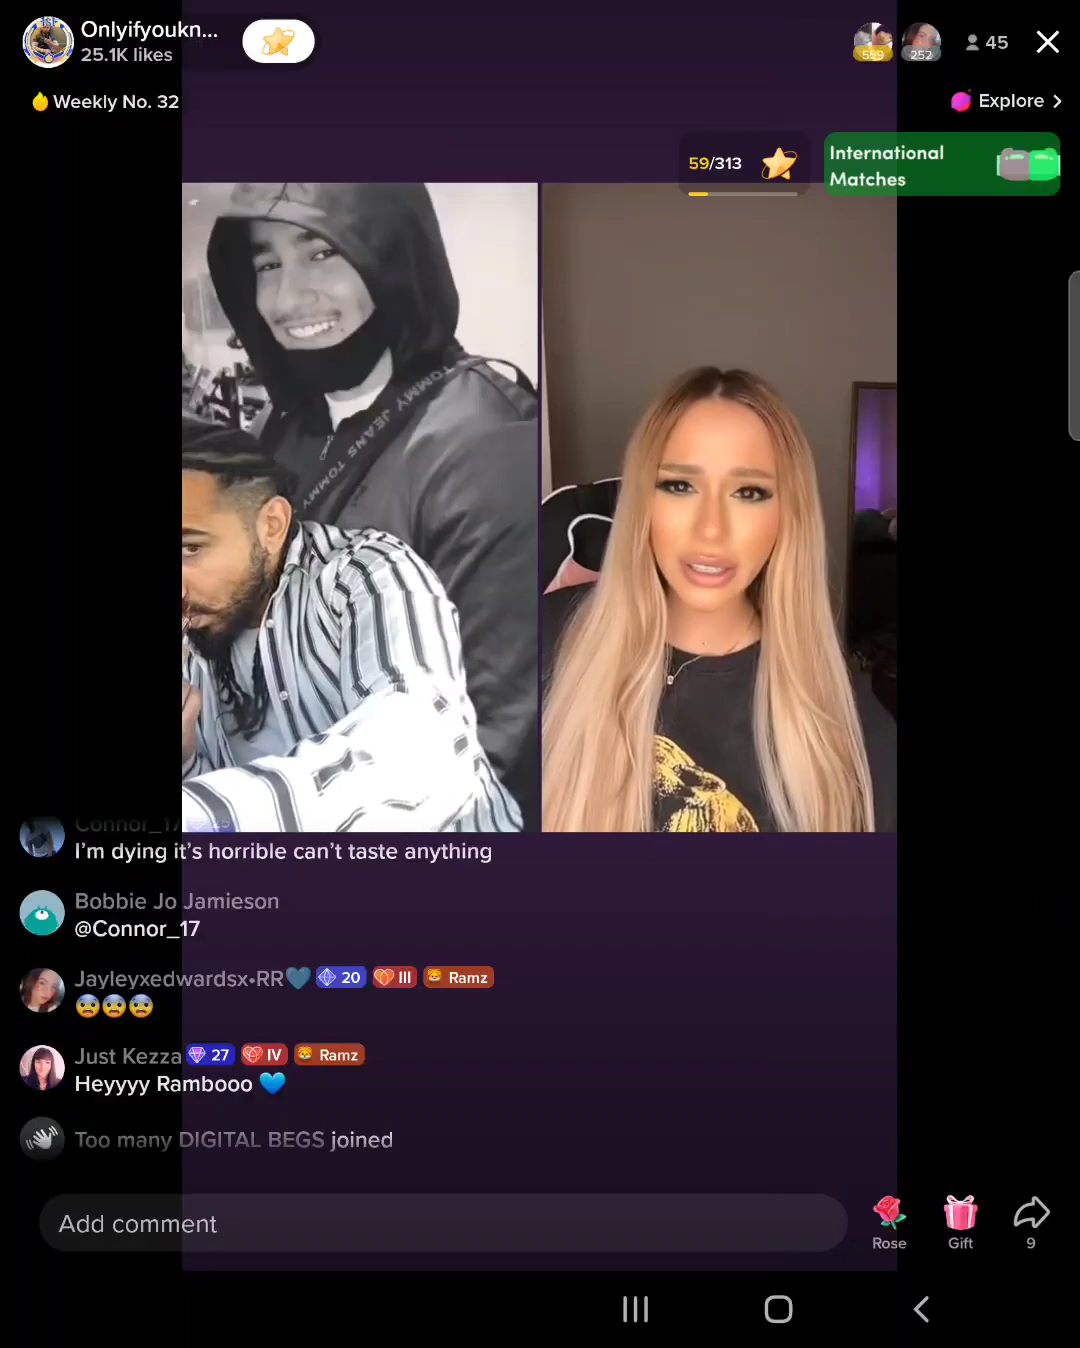 Onlyifyoukn...
25.1K likes
559
252
45
Weekly No. 32
Explore
59/313
International
Matches
TOMMY JEANS TOMMY
Connor_17
I'm dying it's horrible can't taste anything
Bobbie Jo Jamieson
@Connor_17
Jayleyxedwardsx•RR💙 20 III Ramz
😨😨😨
Just Kezza 27 IV Ramz
Heyyyy Rambooo 💙
Too many DIGITAL BEGS joined
Add comment
Rose
Gift
9